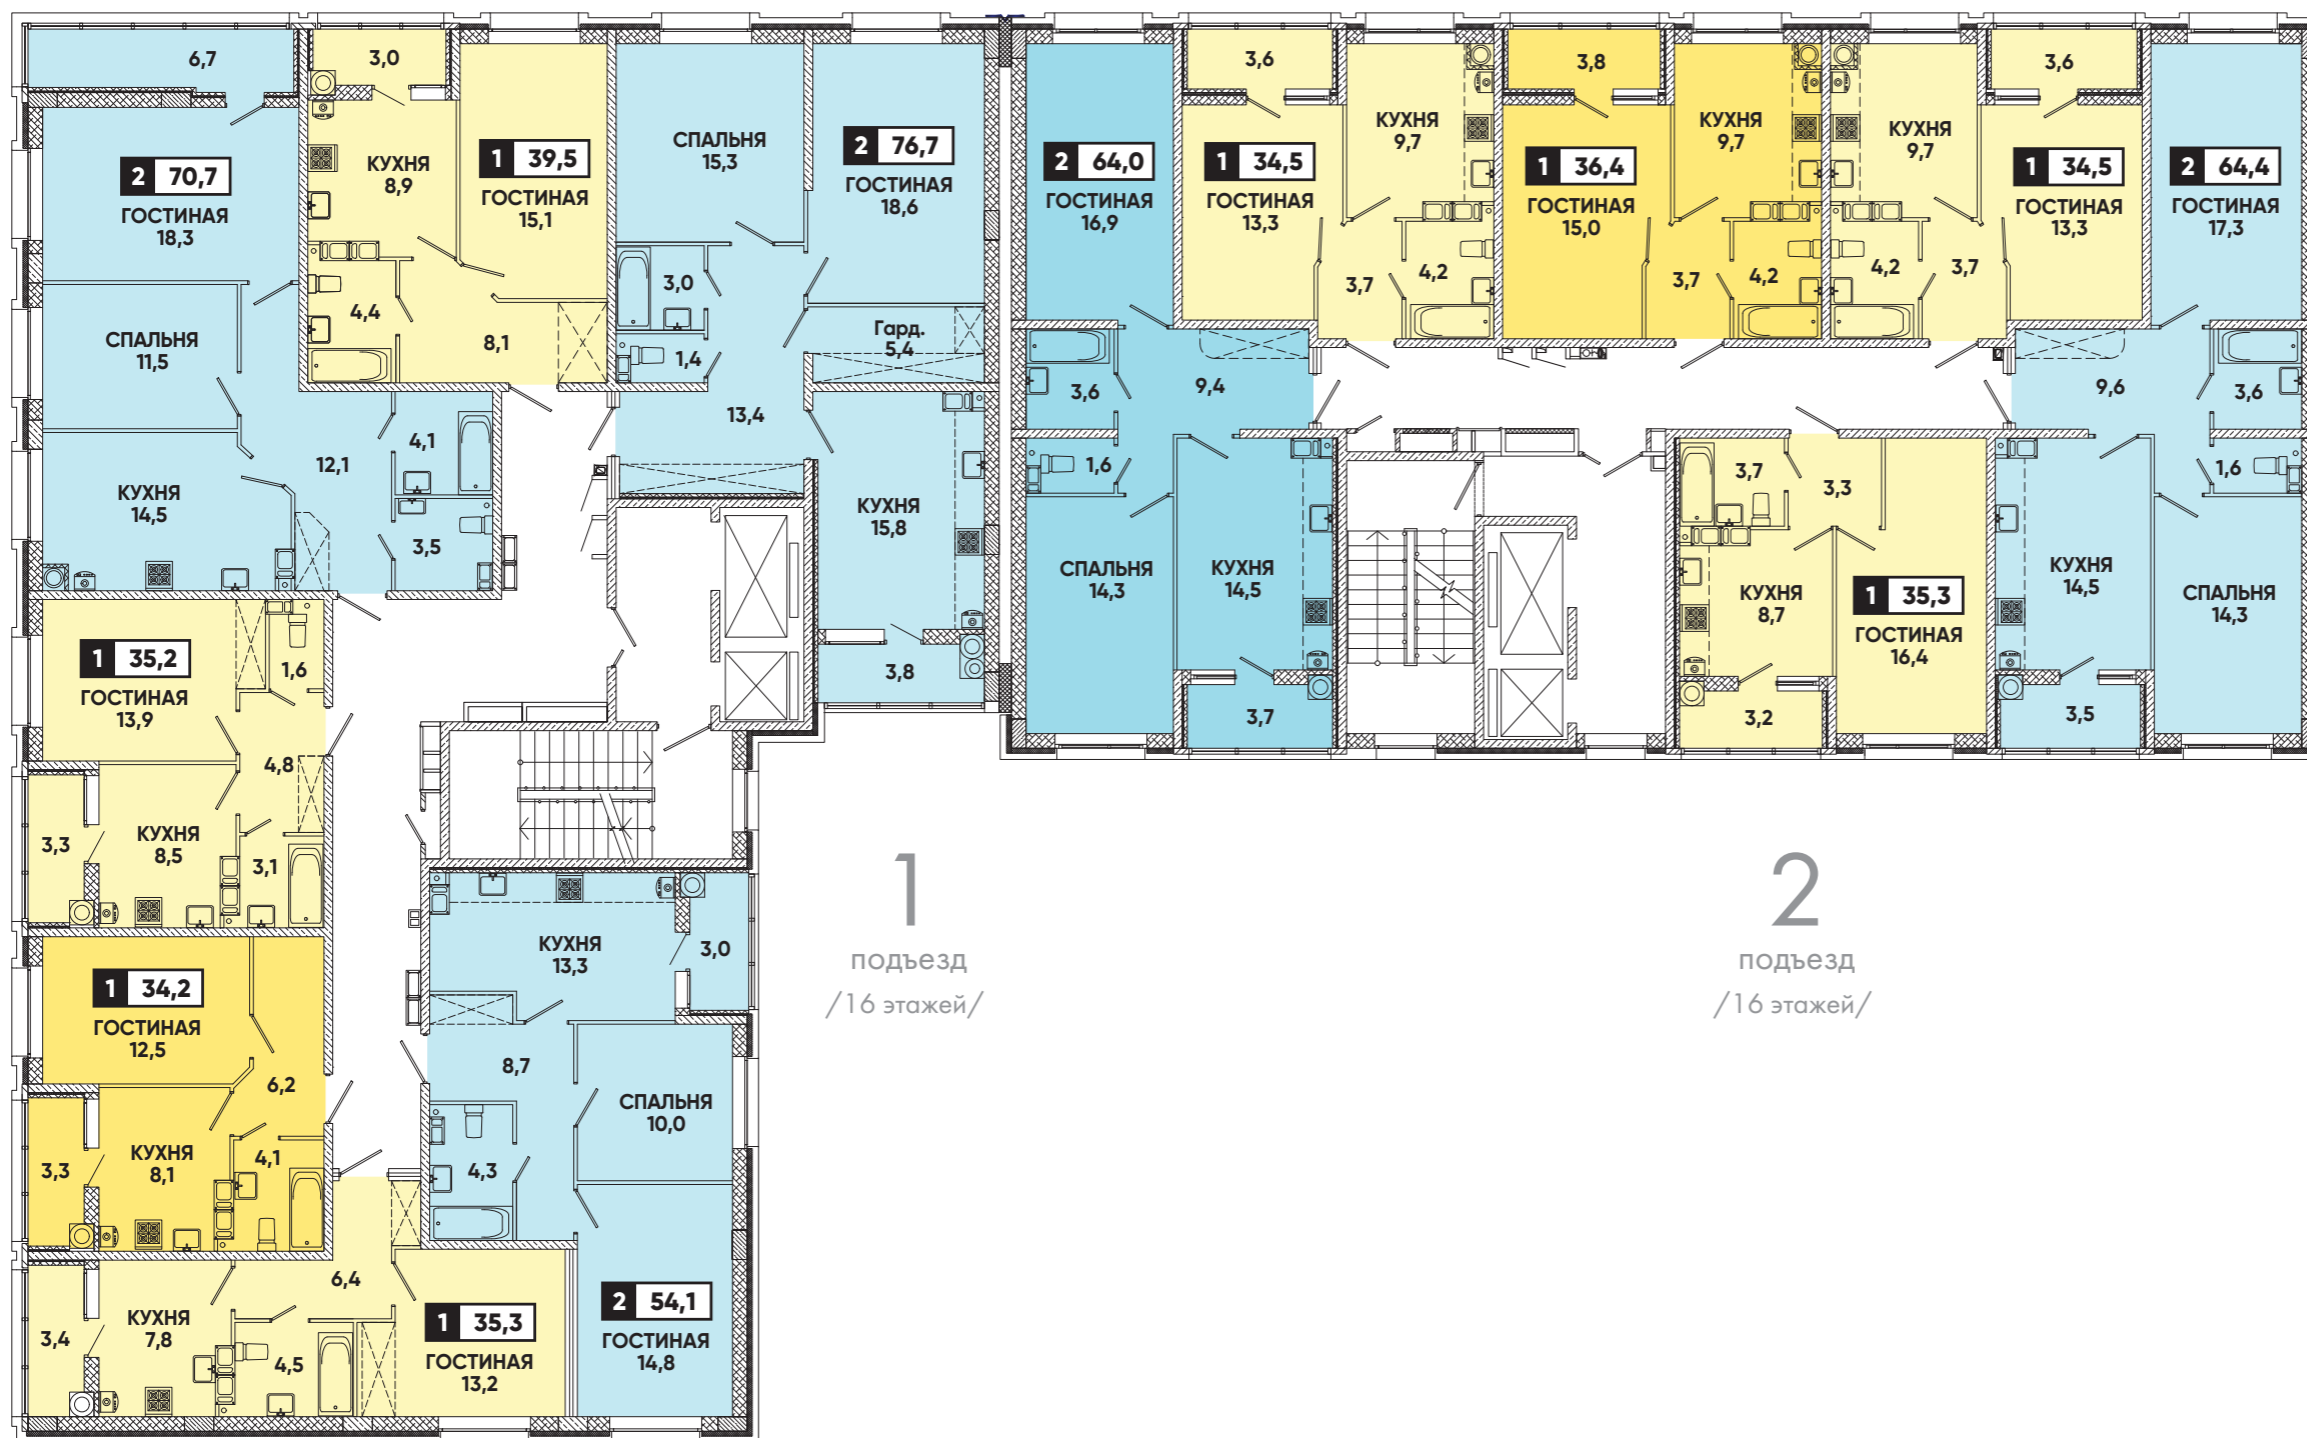 6,7
2 70,7
ГОСТИНАЯ
18,3
СПАЛЬНЯ
11,5
КУХНЯ
14,5
12,1
4,1
3,5
3,0
КУХНЯ
8,9
1 39,5
ГОСТИНАЯ
15,1
4,4
8,1
СПАЛЬНЯ
15,3
2 76,7
ГОСТИНАЯ
18,6
3,0
1,4
Гард.
5,4
13,4
КУХНЯ
15,8
3,8
1 35,2
ГОСТИНАЯ
13,9
1,6
4,8
3,3
КУХНЯ
8,5
3,1
1 34,2
ГОСТИНАЯ
12,5
6,2
3,3
КУХНЯ
8,1
4,1
6,4
3,4
КУХНЯ
7,8
4,5
1 35,3
ГОСТИНАЯ
13,2
КУХНЯ
13,3
3,0
8,7
СПАЛЬНЯ
10,0
4,3
2 54,1
ГОСТИНАЯ
14,8
2 64,0
ГОСТИНАЯ
16,9
3,6
9,4
1,6
СПАЛЬНЯ
14,3
КУХНЯ
14,5
3,7
3,6
1 34,5
ГОСТИНАЯ
13,3
КУХНЯ
9,7
3,7
4,2
3,8
1 36,4
ГОСТИНАЯ
15,0
КУХНЯ
9,7
3,7
4,2
КУХНЯ
9,7
3,6
1 34,5
ГОСТИНАЯ
13,3
4,2
3,7
2 64,4
ГОСТИНАЯ
17,3
9,6
3,6
1,6
КУХНЯ
14,5
СПАЛЬНЯ
14,3
3,5
3,7
3,3
КУХНЯ
8,7
1 35,3
ГОСТИНАЯ
16,4
3,2
1
подъезд
/16 этажей/
2
подъезд
/16 этажей/